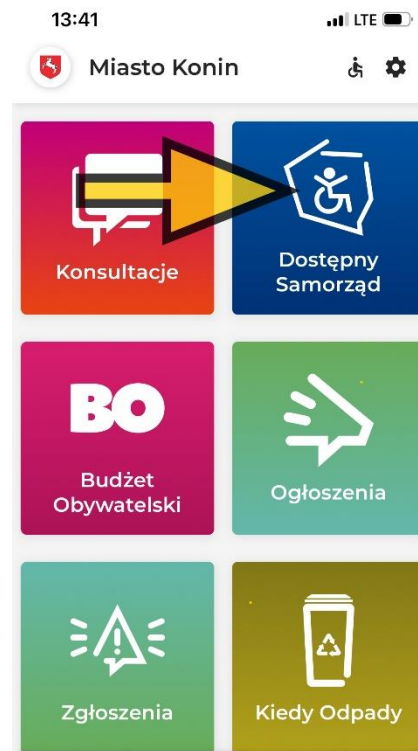 13:41
LTE
Miasto Konin
Konsultacje
Dostępny
Samorząd
BO
Budżet
Obywatelski
Ogłoszenia
Zgłoszenia
Kiedy Odpady